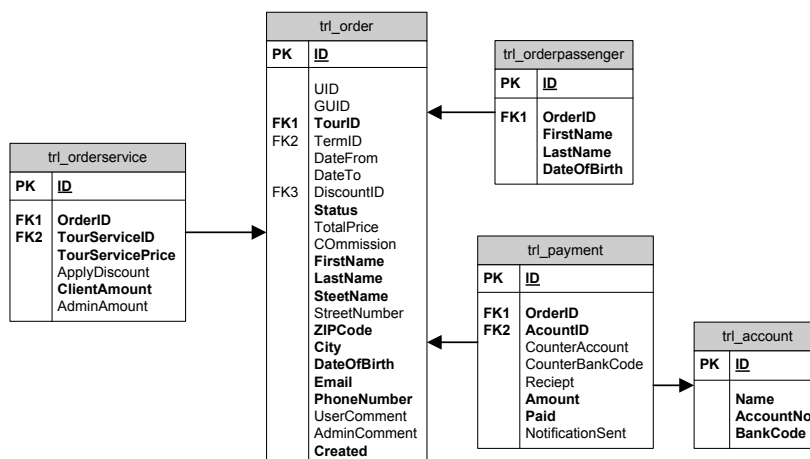 trl_order
PK ID
UID
GUID
FK1 TourID
FK2 TermID
DateFrom
DateTo
FK3 DiscountID
Status
TotalPrice
COmmission
FirstName
LastName
SteetName
StreetNumber
ZIPCode
City
DateOfBirth
Email
PhoneNumber
UserComment
AdminComment
Created
trl_orderpassenger
PK ID
FK1 OrderID
FirstName
LastName
DateOfBirth
trl_orderservice
PK ID
FK1 OrderID
FK2 TourServiceID
TourServicePrice
ApplyDiscount
ClientAmount
AdminAmount
trl_payment
PK ID
FK1 OrderID
FK2 AcountID
CounterAccount
CounterBankCode
Reciept
Amount
Paid
NotificationSent
trl_account
PK ID
Name
AccountNo
BankCode